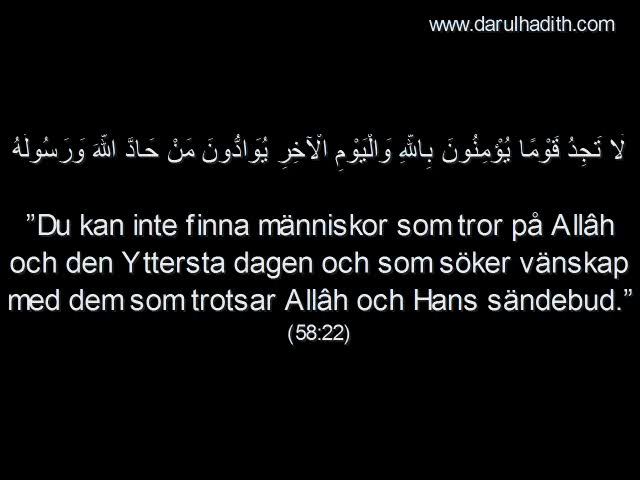 www.darulhadith.com
لَا تَجِدُ قَوْمًا يُؤْمِنُونَ بِاللَّهِ وَالْيَوْمِ الْآخِرِ يُوَادُّونَ مَنْ حَادَّ اللَّهَ وَرَسُولَهُ
”Du kan inte finna människor som tror på Allâh
och den Yttersta dagen och som söker vänskap
med dem som trotsar Allâh och Hans sändebud.”
(58:22)